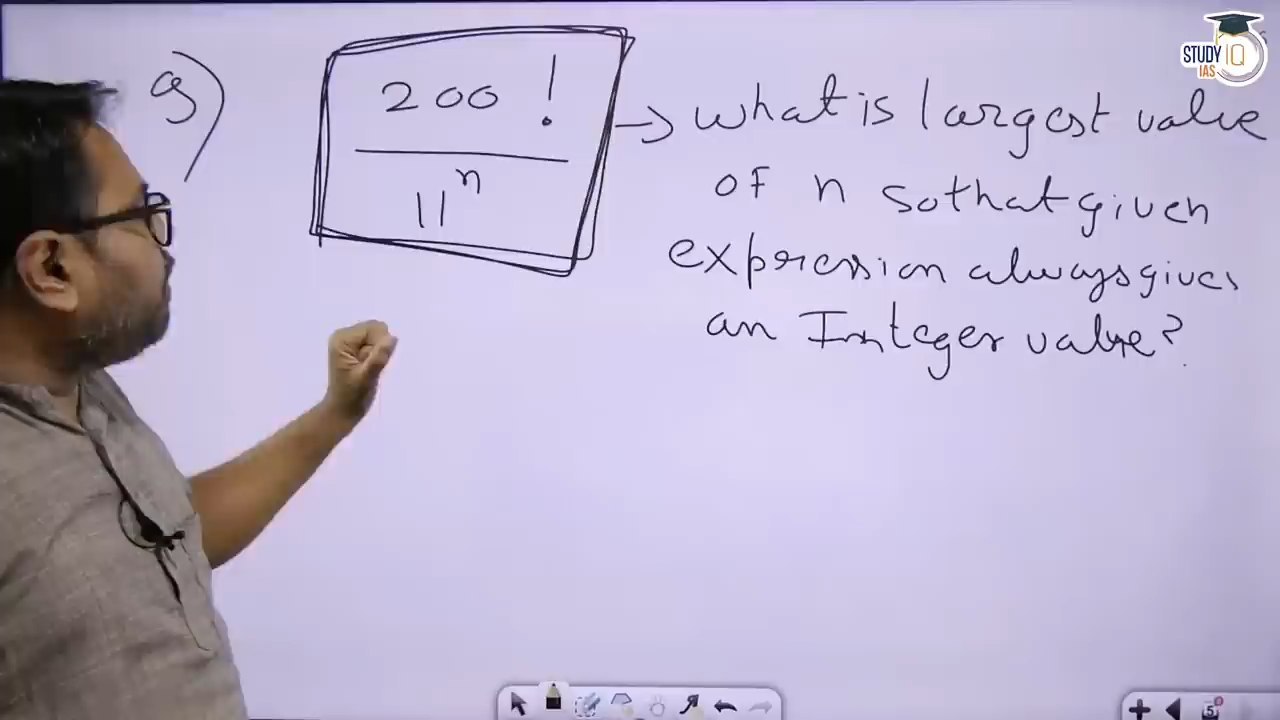 STUDY IQ
IAS
Q)
200 !
11^n
→ what is largest value
of n so that given
expression always gives
an Integer value?
5